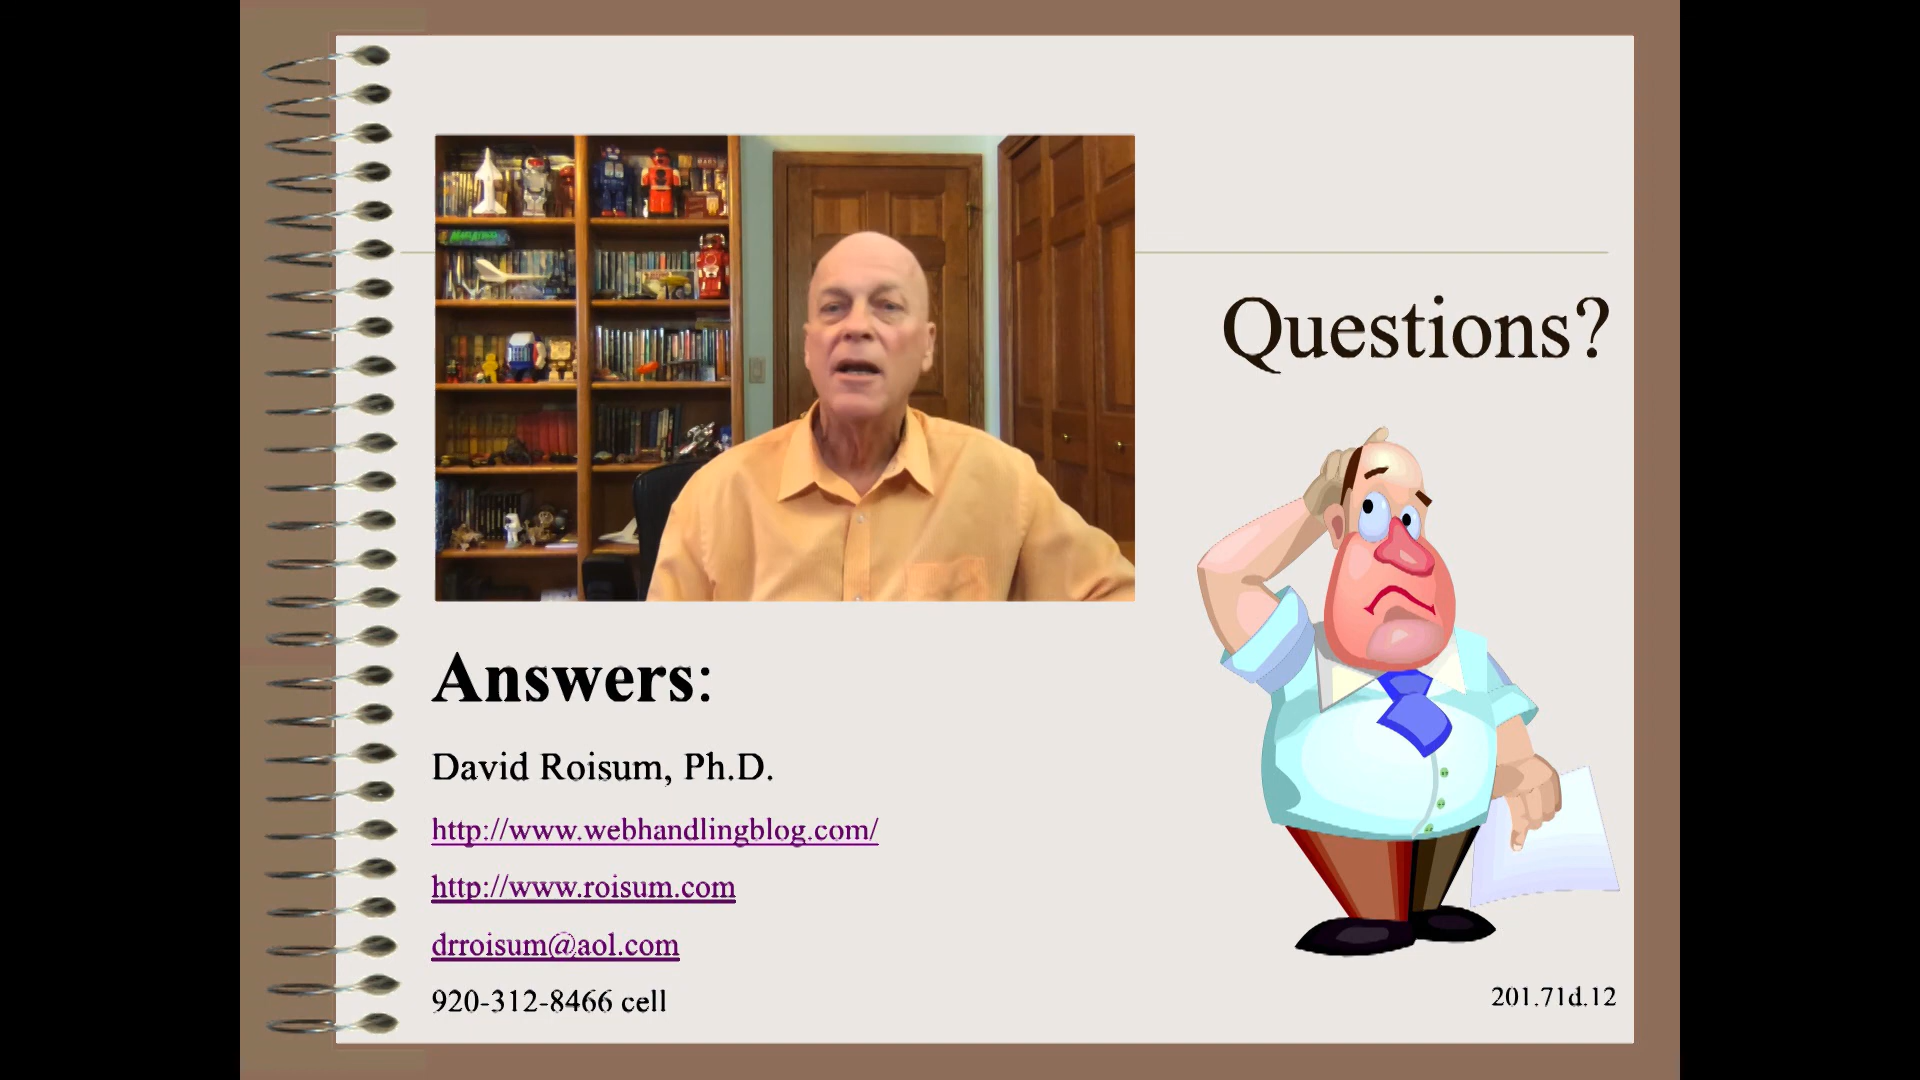 Questions?
Answers:
David Roisum, Ph.D.
http://www.webhandlingblog.com/
http://www.roisum.com
drroisum@aol.com
920-312-8466 cell
201.71d.12